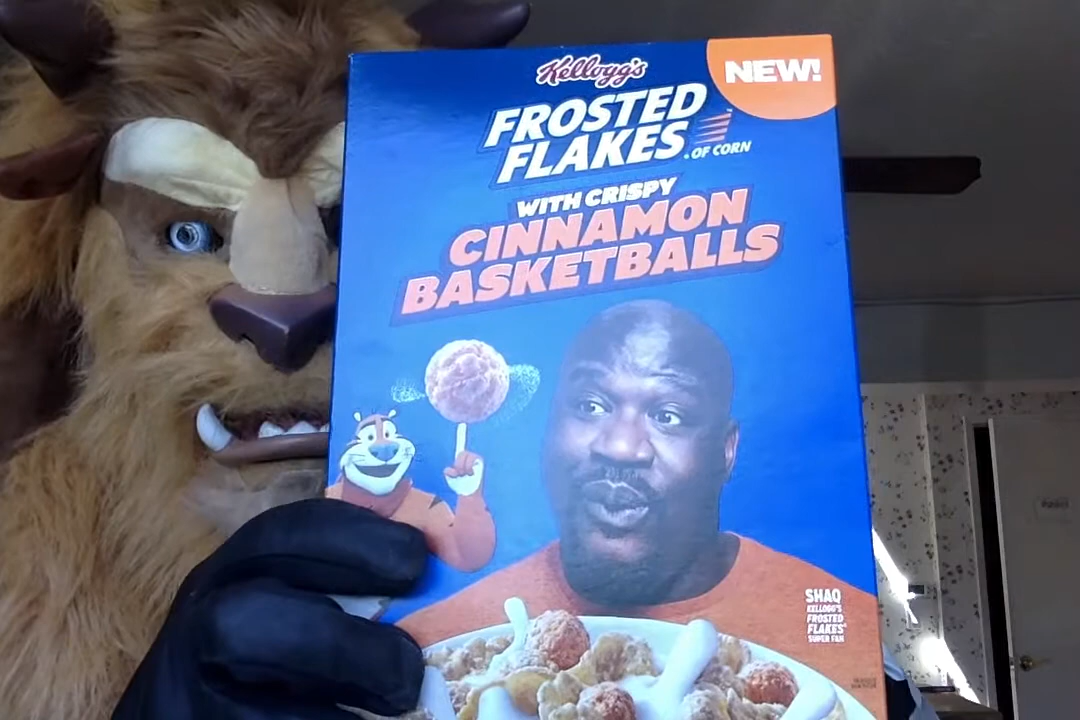 Kellogg's
NEW!
FROSTED
FLAKES
OF CORN
WITH CRISPY
CINNAMON
BASKETBALLS
SHAQ
KELLOGG'S
FROSTED
FLAKES
SUPER FAN